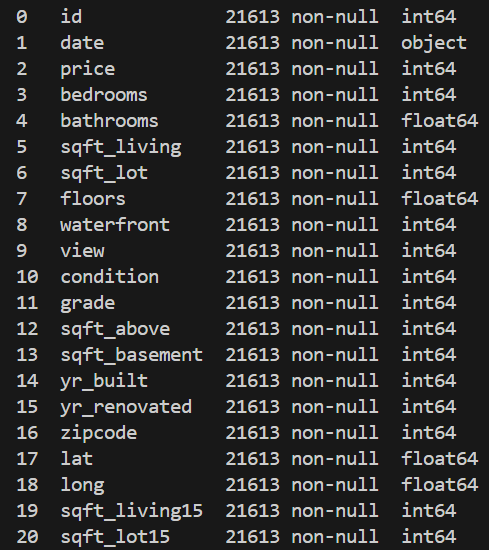 0 id 21613 non-null int64
1 date 21613 non-null object
2 price 21613 non-null int64
3 bedrooms 21613 non-null int64
4 bathrooms 21613 non-null float64
5 sqft_living 21613 non-null int64
6 sqft_lot 21613 non-null int64
7 floors 21613 non-null float64
8 waterfront 21613 non-null int64
9 view 21613 non-null int64
10 condition 21613 non-null int64
11 grade 21613 non-null int64
12 sqft_above 21613 non-null int64
13 sqft_basement 21613 non-null int64
14 yr_built 21613 non-null int64
15 yr_renovated 21613 non-null int64
16 zipcode 21613 non-null int64
17 lat 21613 non-null float64
18 long 21613 non-null float64
19 sqft_living15 21613 non-null int64
20 sqft_lot15 21613 non-null int64